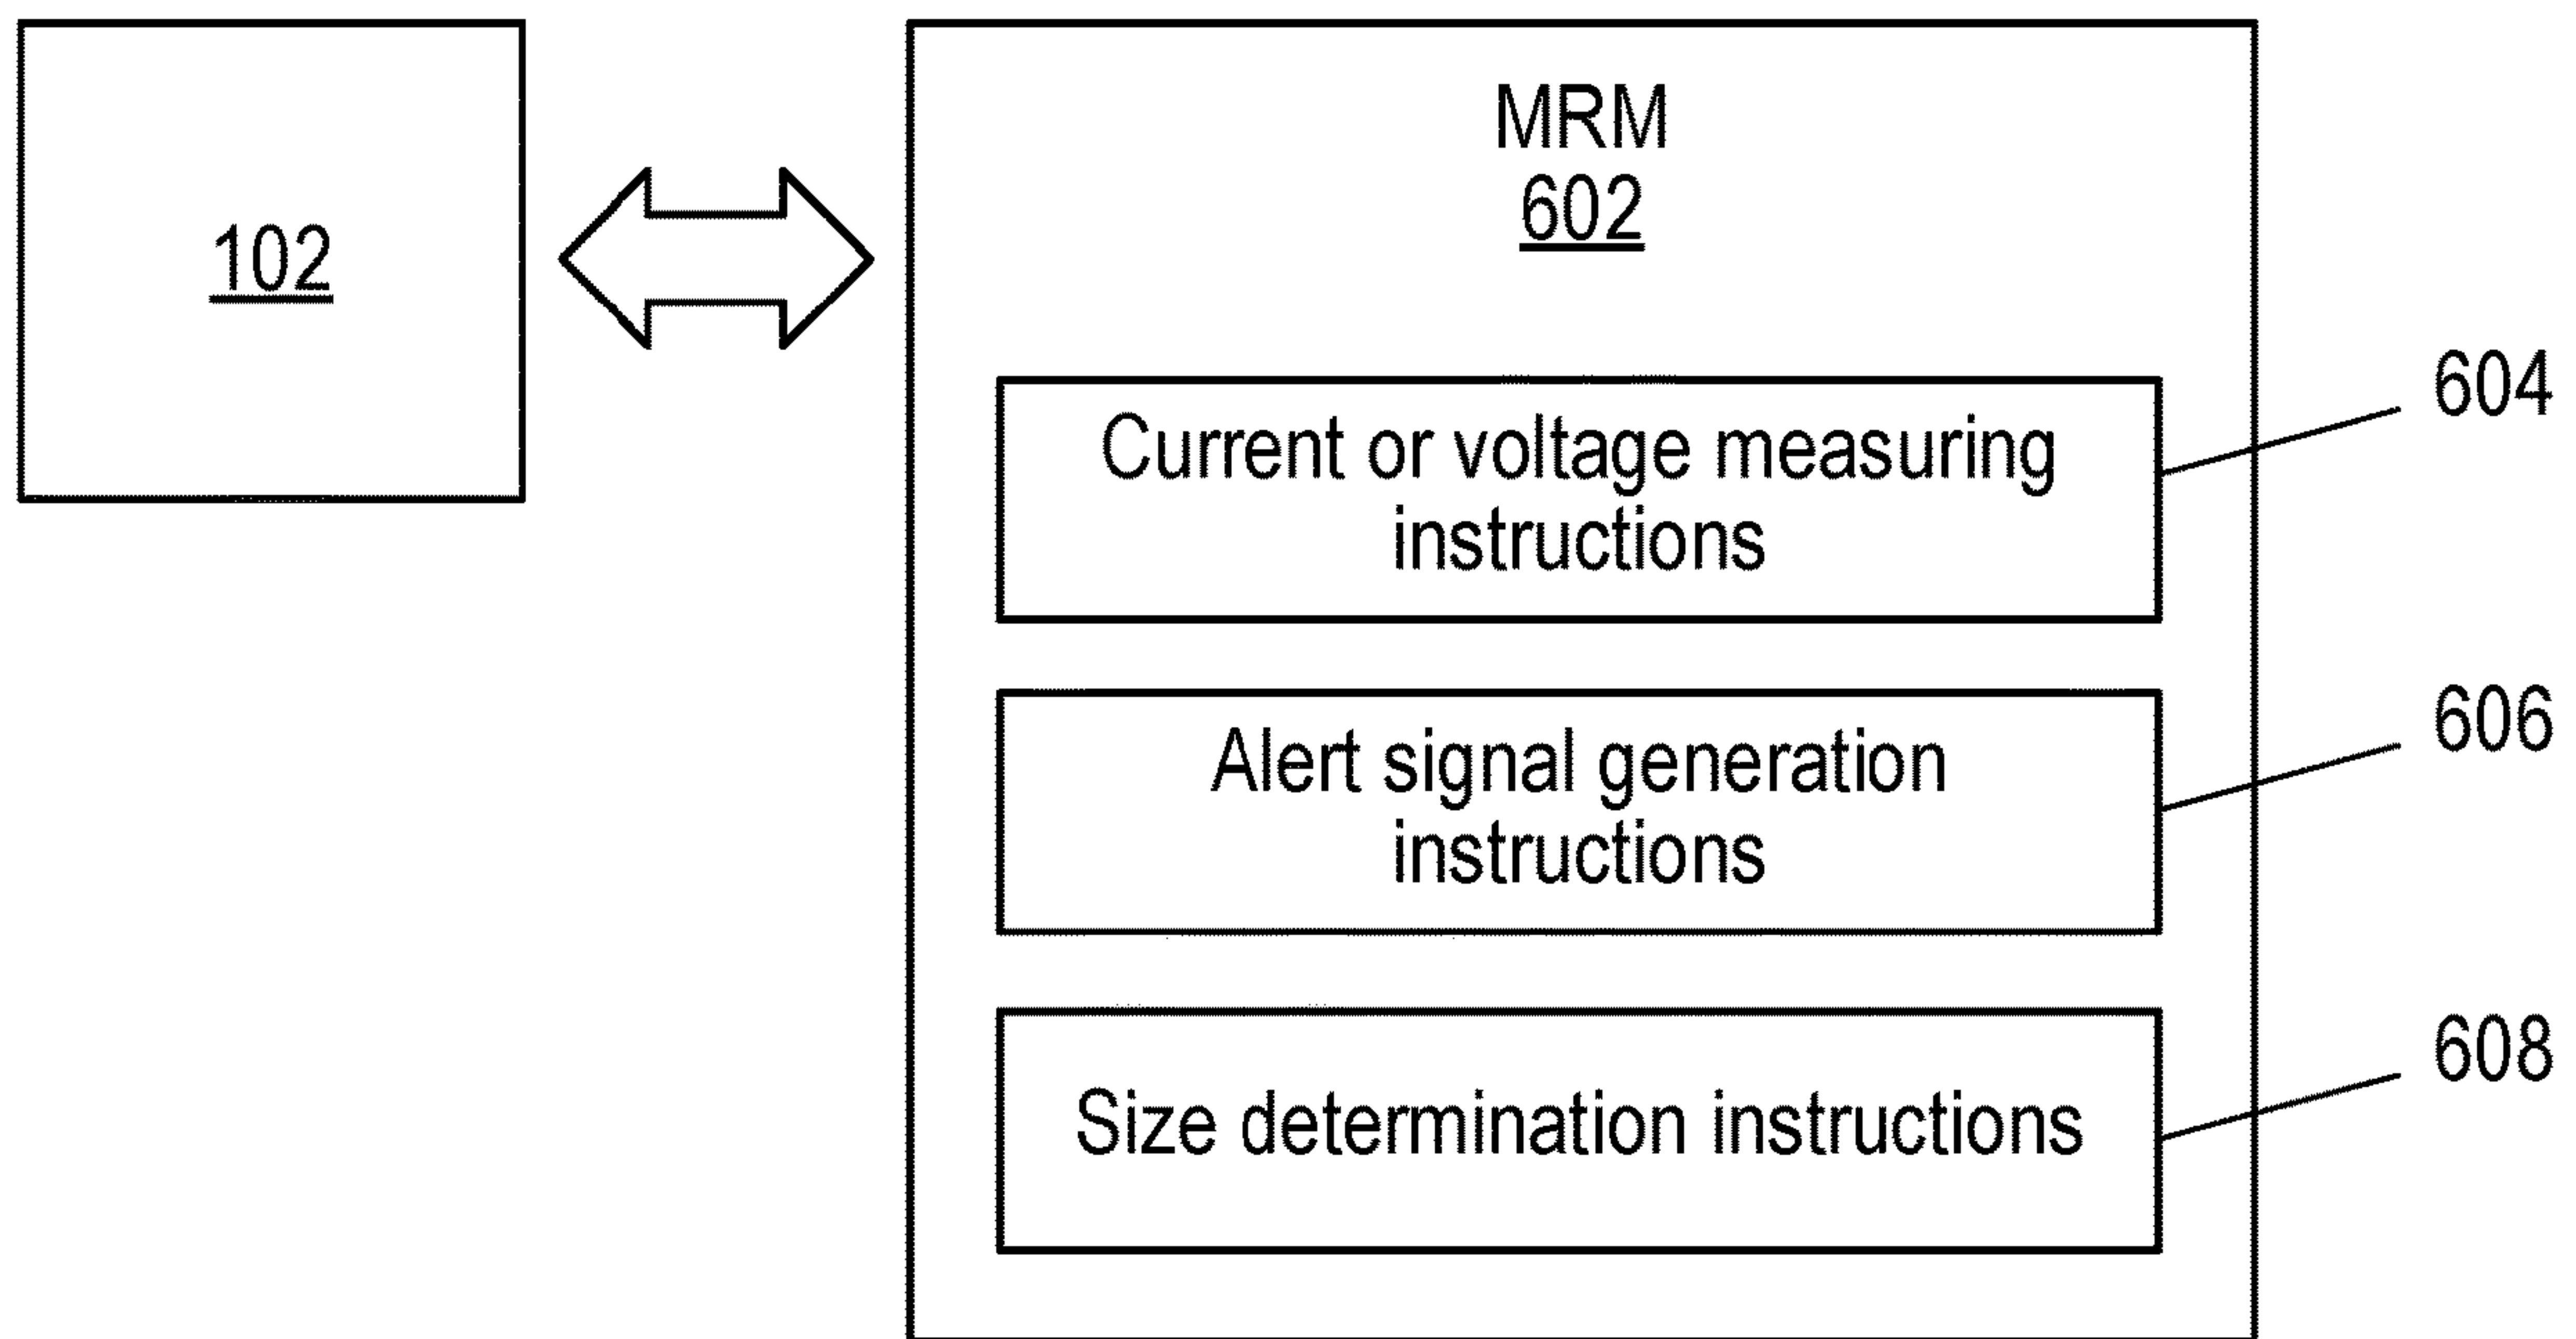 102
MRM
602
Current or voltage measuring
instructions
604
Alert signal generation
instructions
606
Size determination instructions
608